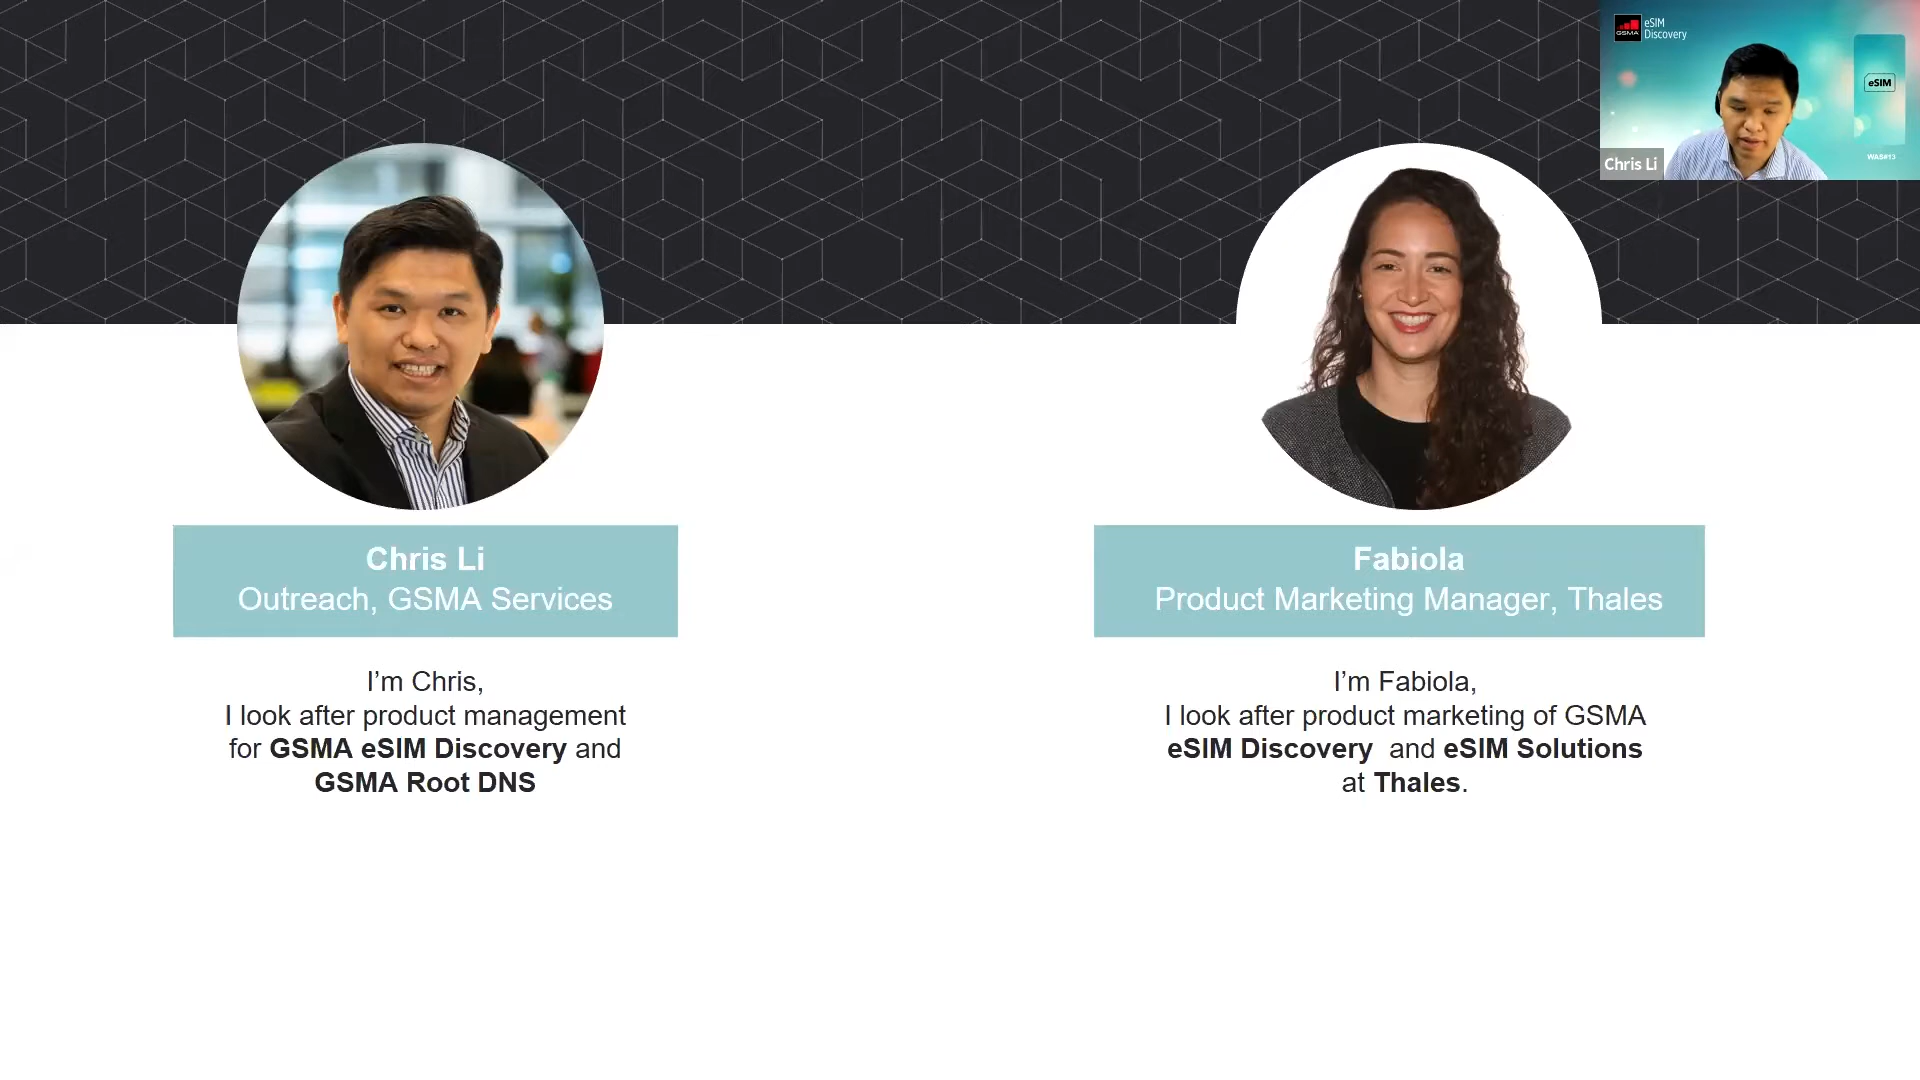 GSMA
eSIM
Discovery
eSIM
WAS#13
Chris Li
Chris Li
Outreach, GSMA Services
I'm Chris,
I look after product management
for GSMA eSIM Discovery and
GSMA Root DNS
Fabiola
Product Marketing Manager, Thales
I'm Fabiola,
I look after product marketing of GSMA
eSIM Discovery and eSIM Solutions
at Thales.